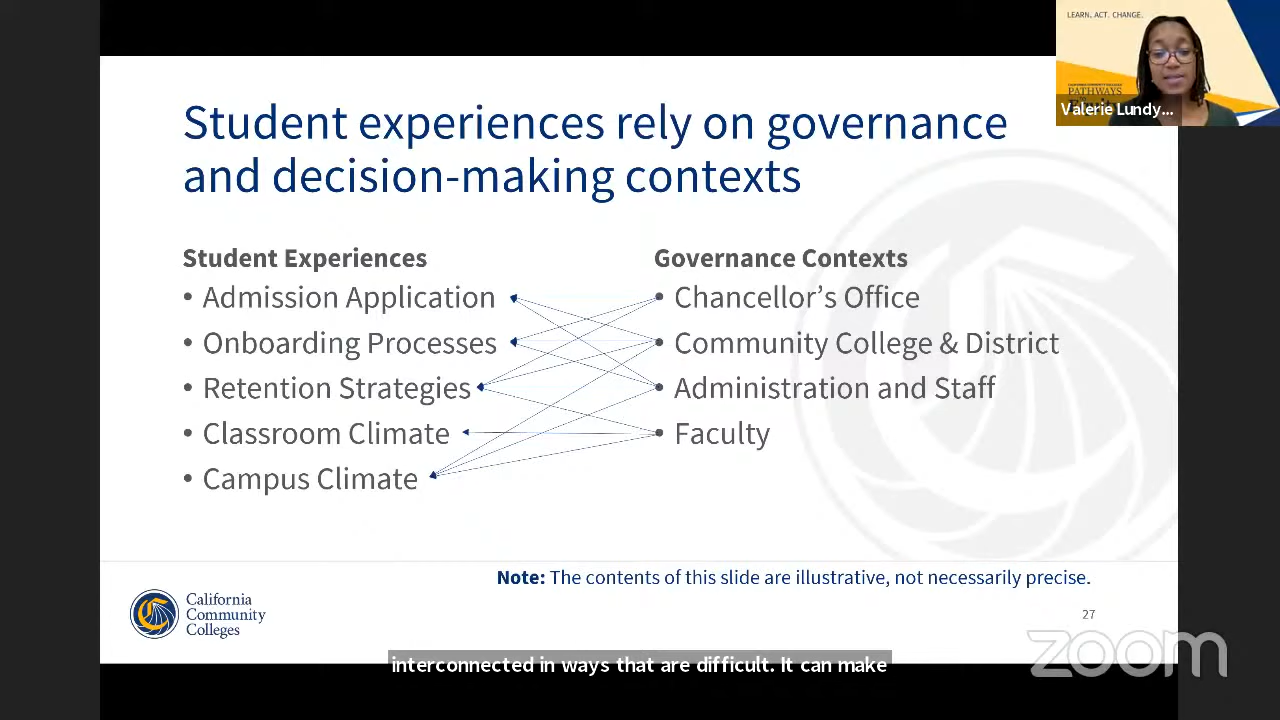 LEARN. ACT. CHANGE.
PATHWAYS
Valerie Lundy...
Student experiences rely on governance
and decision-making contexts
Student Experiences
• Admission Application
• Onboarding Processes
• Retention Strategies
• Classroom Climate
• Campus Climate
Governance Contexts
• Chancellor’s Office
• Community College & District
• Administration and Staff
• Faculty
Note: The contents of this slide are illustrative, not necessarily precise.
California
Community
Colleges
27
zoom
interconnected in ways that are difficult. It can make